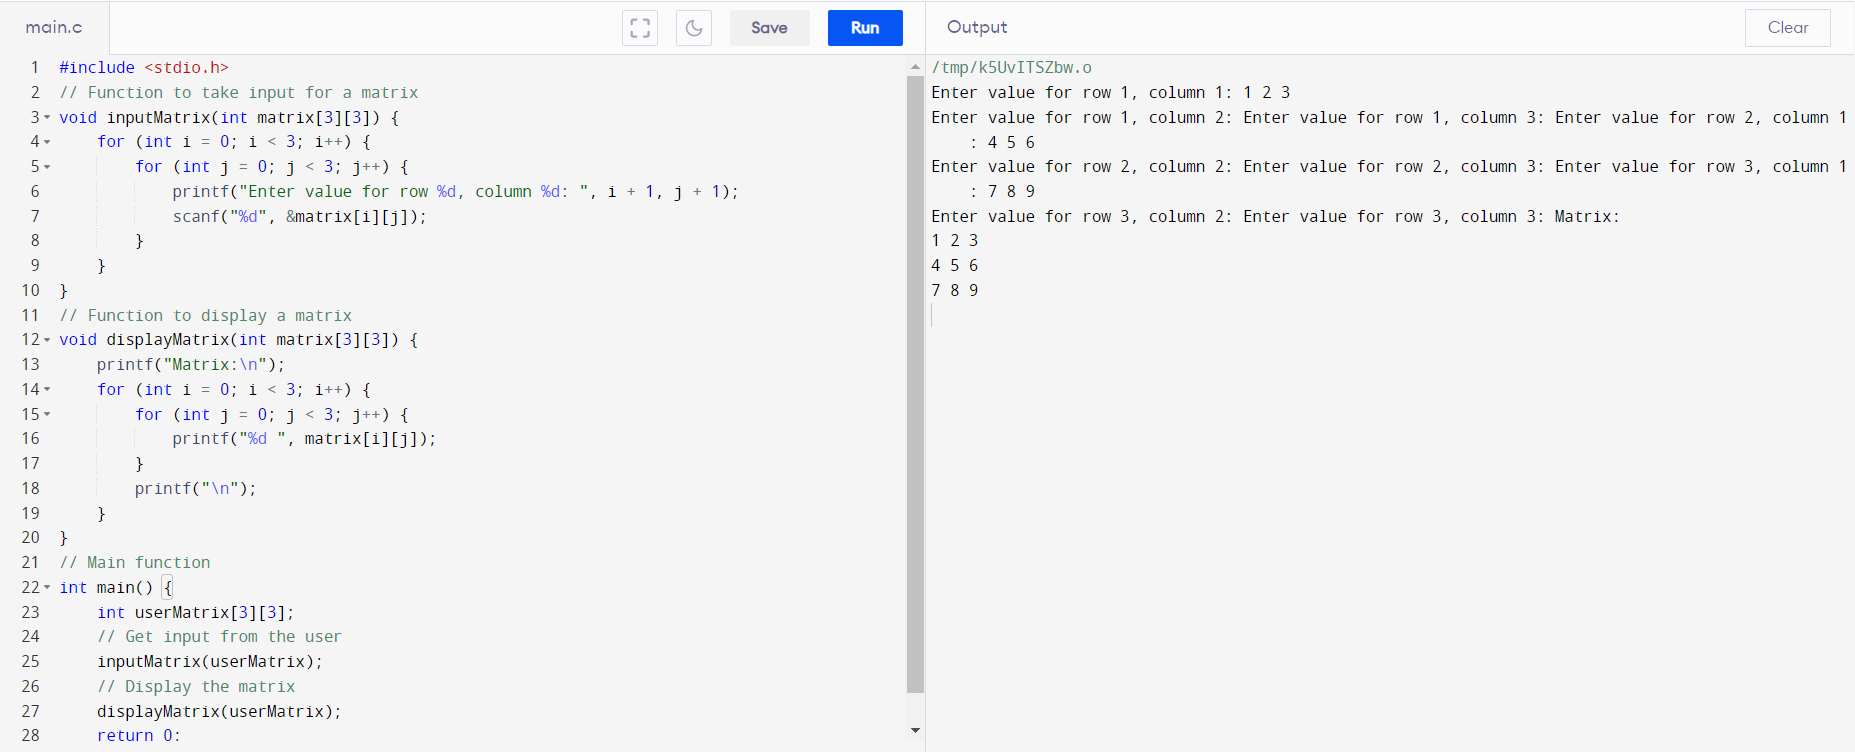 main.c
Save
Run
Output
Clear
1 #include <stdio.h>
2 // Function to take input for a matrix
3 void inputMatrix(int matrix[3][3]) {
4 for (int i = 0; i < 3; i++) {
5 for (int j = 0; j < 3; j++) {
6 printf("Enter value for row %d, column %d: ", i + 1, j + 1);
7 scanf("%d", &matrix[i][j]);
8 }
9 }
10 }
11 // Function to display a matrix
12 void displayMatrix(int matrix[3][3]) {
13 printf("Matrix:\n");
14 for (int i = 0; i < 3; i++) {
15 for (int j = 0; j < 3; j++) {
16 printf("%d ", matrix[i][j]);
17 }
18 printf("\n");
19 }
20 }
21 // Main function
22 int main() {
23 int userMatrix[3][3];
24 // Get input from the user
25 inputMatrix(userMatrix);
26 // Display the matrix
27 displayMatrix(userMatrix);
28 return 0:
/tmp/k5UvITSZbw.o
Enter value for row 1, column 1: 1 2 3
Enter value for row 1, column 2: Enter value for row 1, column 3: Enter value for row 2, column 1
: 4 5 6
Enter value for row 2, column 2: Enter value for row 2, column 3: Enter value for row 3, column 1
: 7 8 9
Enter value for row 3, column 2: Enter value for row 3, column 3: Matrix:
1 2 3
4 5 6
7 8 9